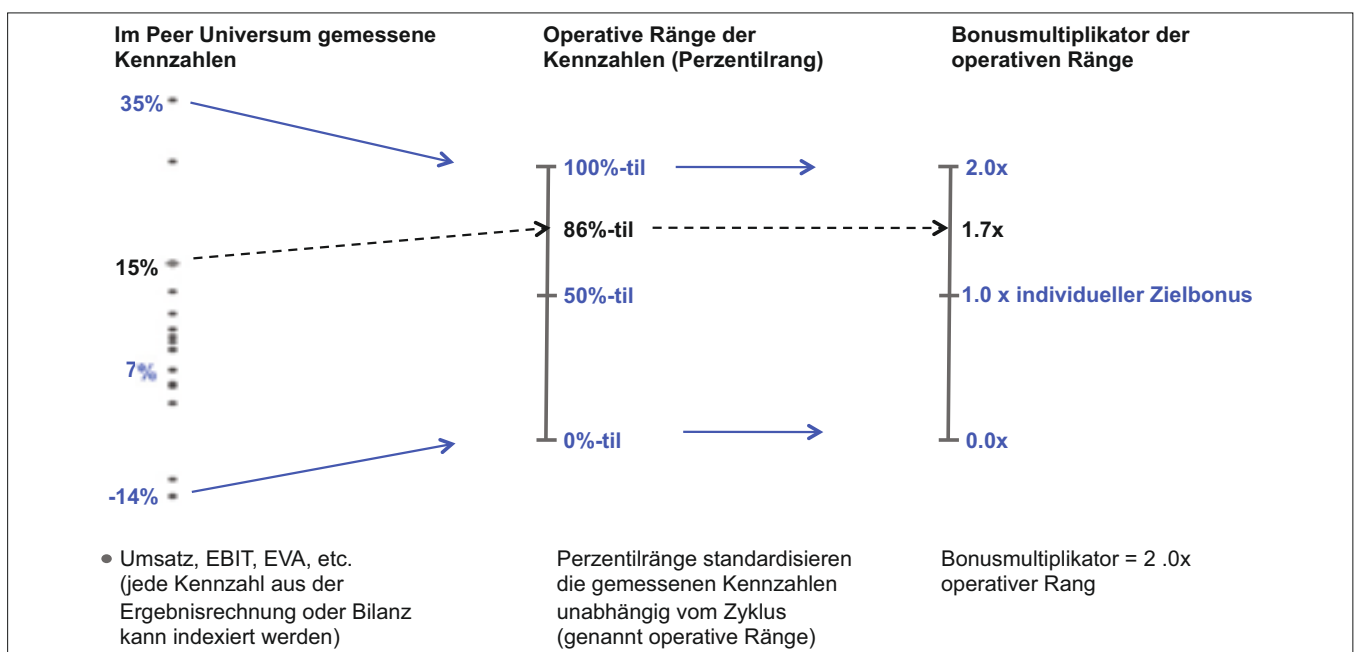 Im Peer Universum gemessene
Kennzahlen
35%
15%
7%
-14%
● Umsatz, EBIT, EVA, etc.
(jede Kennzahl aus der
Ergebnisrechnung oder Bilanz
kann indexiert werden)
Operative Ränge der
Kennzahlen (Perzentilrang)
100%-til
86%-til
50%-til
0%-til
Perzentilränge standardisieren
die gemessenen Kennzahlen
unabhängig vom Zyklus
(genannt operative Ränge)
Bonusmultiplikator der
operativen Ränge
2.0x
1.7x
1.0 x individueller Zielbonus
0.0x
Bonusmultiplikator = 2 .0x
operativer Rang